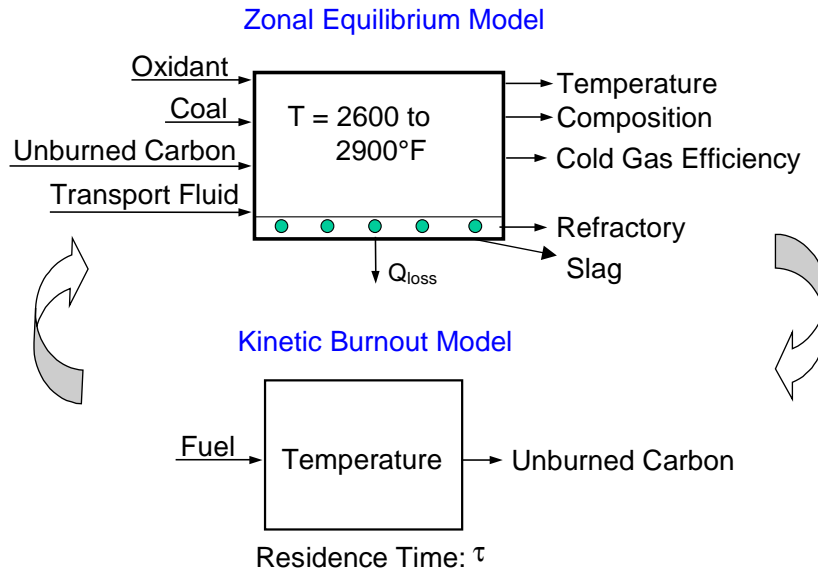 Zonal Equilibrium Model
Oxidant
Coal
Unburned Carbon
Transport Fluid
T = 2600 to
2900°F
Temperature
Composition
Cold Gas Efficiency
Refractory
Slag
Qloss
Kinetic Burnout Model
Fuel
Temperature
Unburned Carbon
Residence Time: τ